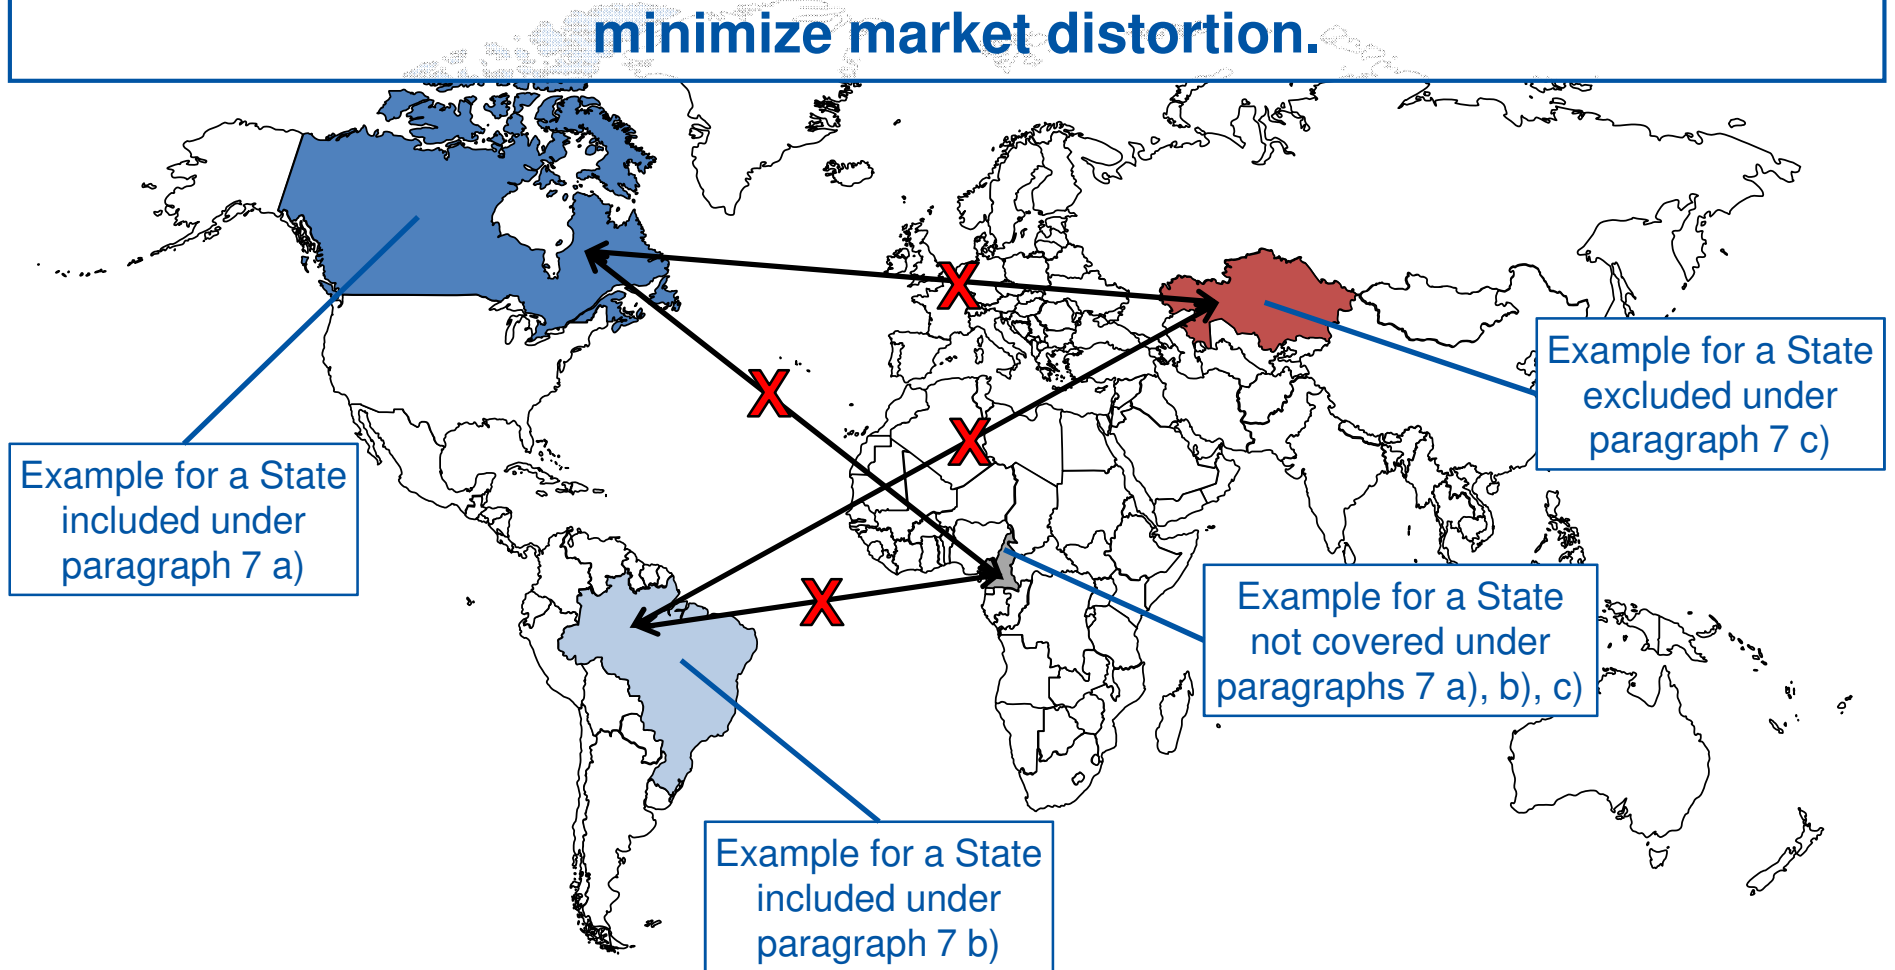 minimize market distortion.
X
X
X
X
Example for a State
excluded under
paragraph 7 c)
Example for a State
included under
paragraph 7 a)
Example for a State
not covered under
paragraphs 7 a), b), c)
Example for a State
included under
paragraph 7 b)